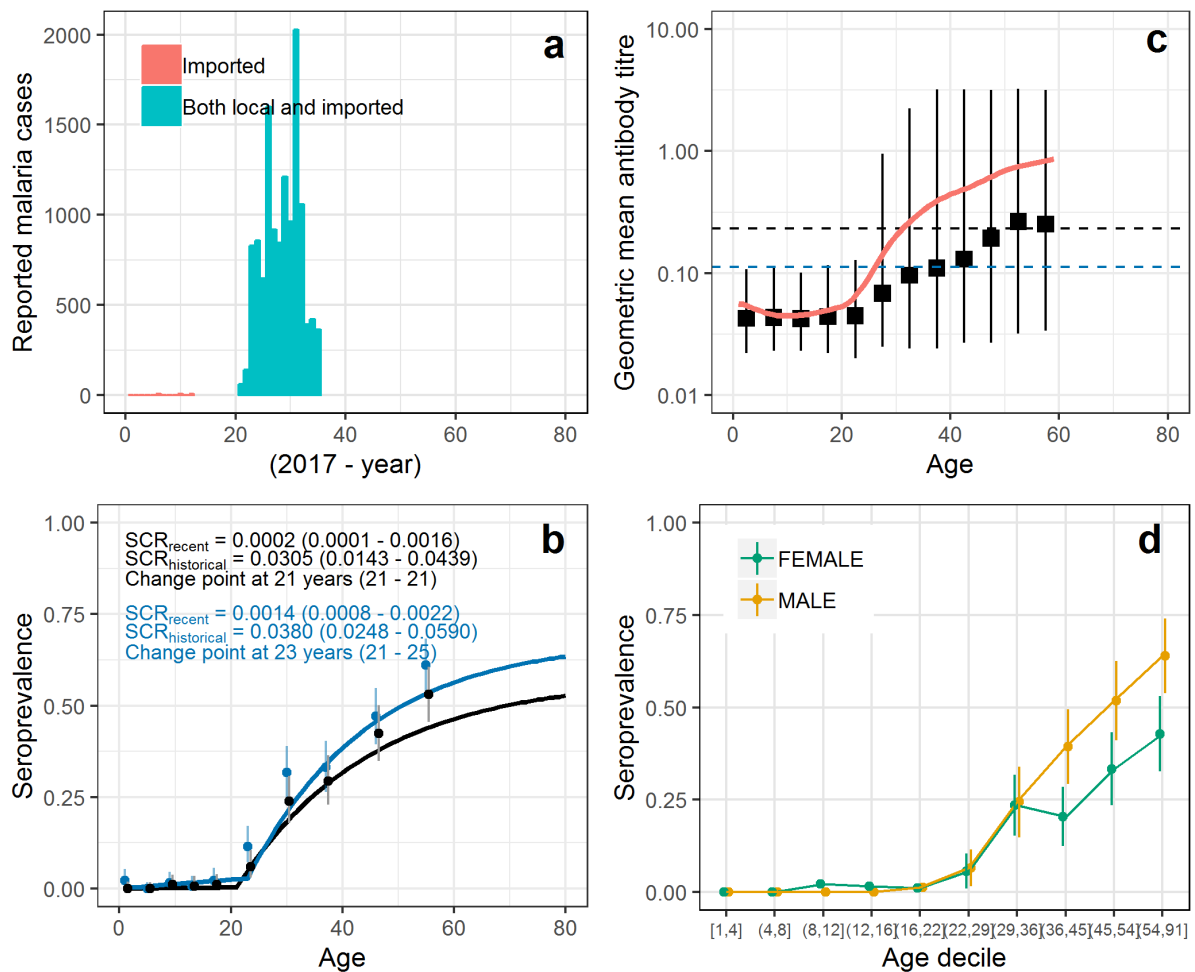 a
Imported
Both local and imported
Reported malaria cases
2000
1500
1000
500
0
0 20 40 60 80
(2017 - year)
c
Geometric mean antibody titre
10.00
1.00
0.10
0.01
0 20 40 60 80
Age
b
SCRrecent = 0.0002 (0.0001 - 0.0016)
SCRhistorical = 0.0305 (0.0143 - 0.0439)
Change point at 21 years (21 - 21)
SCRrecent = 0.0014 (0.0008 - 0.0022)
SCRhistorical = 0.0380 (0.0248 - 0.0590)
Change point at 23 years (21 - 25)
Seroprevalence
1.00
0.75
0.50
0.25
0.00
0 20 40 60 80
Age
d
FEMALE
MALE
Seroprevalence
1.00
0.75
0.50
0.25
0.00
[1,4] (4,8] (8,12] (12,16] (16,22] (22,29] (29,36] (36,45] (45,54] (54,91]
Age decile